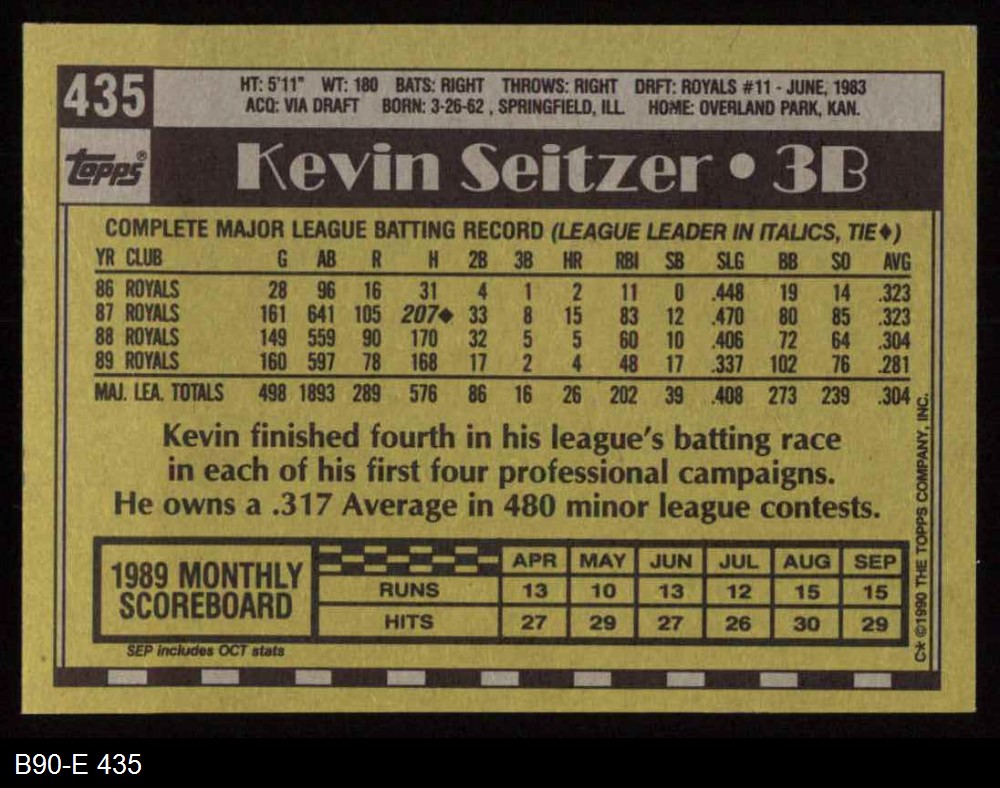 435
HT: 5'11" WT: 180 BATS: RIGHT THROWS: RIGHT DRFT: ROYALS #11 - JUNE, 1983
ACQ: VIA DRAFT BORN: 3-26-62 , SPRINGFIELD, ILL. HOME: OVERLAND PARK, KAN.
Topps®
Kevin Seitzer • 3B
COMPLETE MAJOR LEAGUE BATTING RECORD (LEAGUE LEADER IN ITALICS, TIE♦)
YR CLUB G AB R H 2B 3B HR RBI SB SLG BB SO AVG
86 ROYALS 28 96 16 31 4 1 2 11 0 .448 19 14 .323
87 ROYALS 161 641 105 207♦ 33 8 15 83 12 .470 80 85 .323
88 ROYALS 149 559 90 170 32 5 5 60 10 .406 72 64 .304
89 ROYALS 160 597 78 168 17 2 4 48 17 .337 102 76 .281
MAJ. LEA. TOTALS 498 1893 289 576 86 16 26 202 39 .408 273 239 .304
Kevin finished fourth in his league's batting race
in each of his first four professional campaigns.
He owns a .317 Average in 480 minor league contests.
1989 MONTHLY
SCOREBOARD
APR MAY JUN JUL AUG SEP
RUNS 13 10 13 12 15 15
HITS 27 29 27 26 30 29
SEP includes OCT stats
C* ©1990 THE TOPPS COMPANY, INC.
B90-E 435